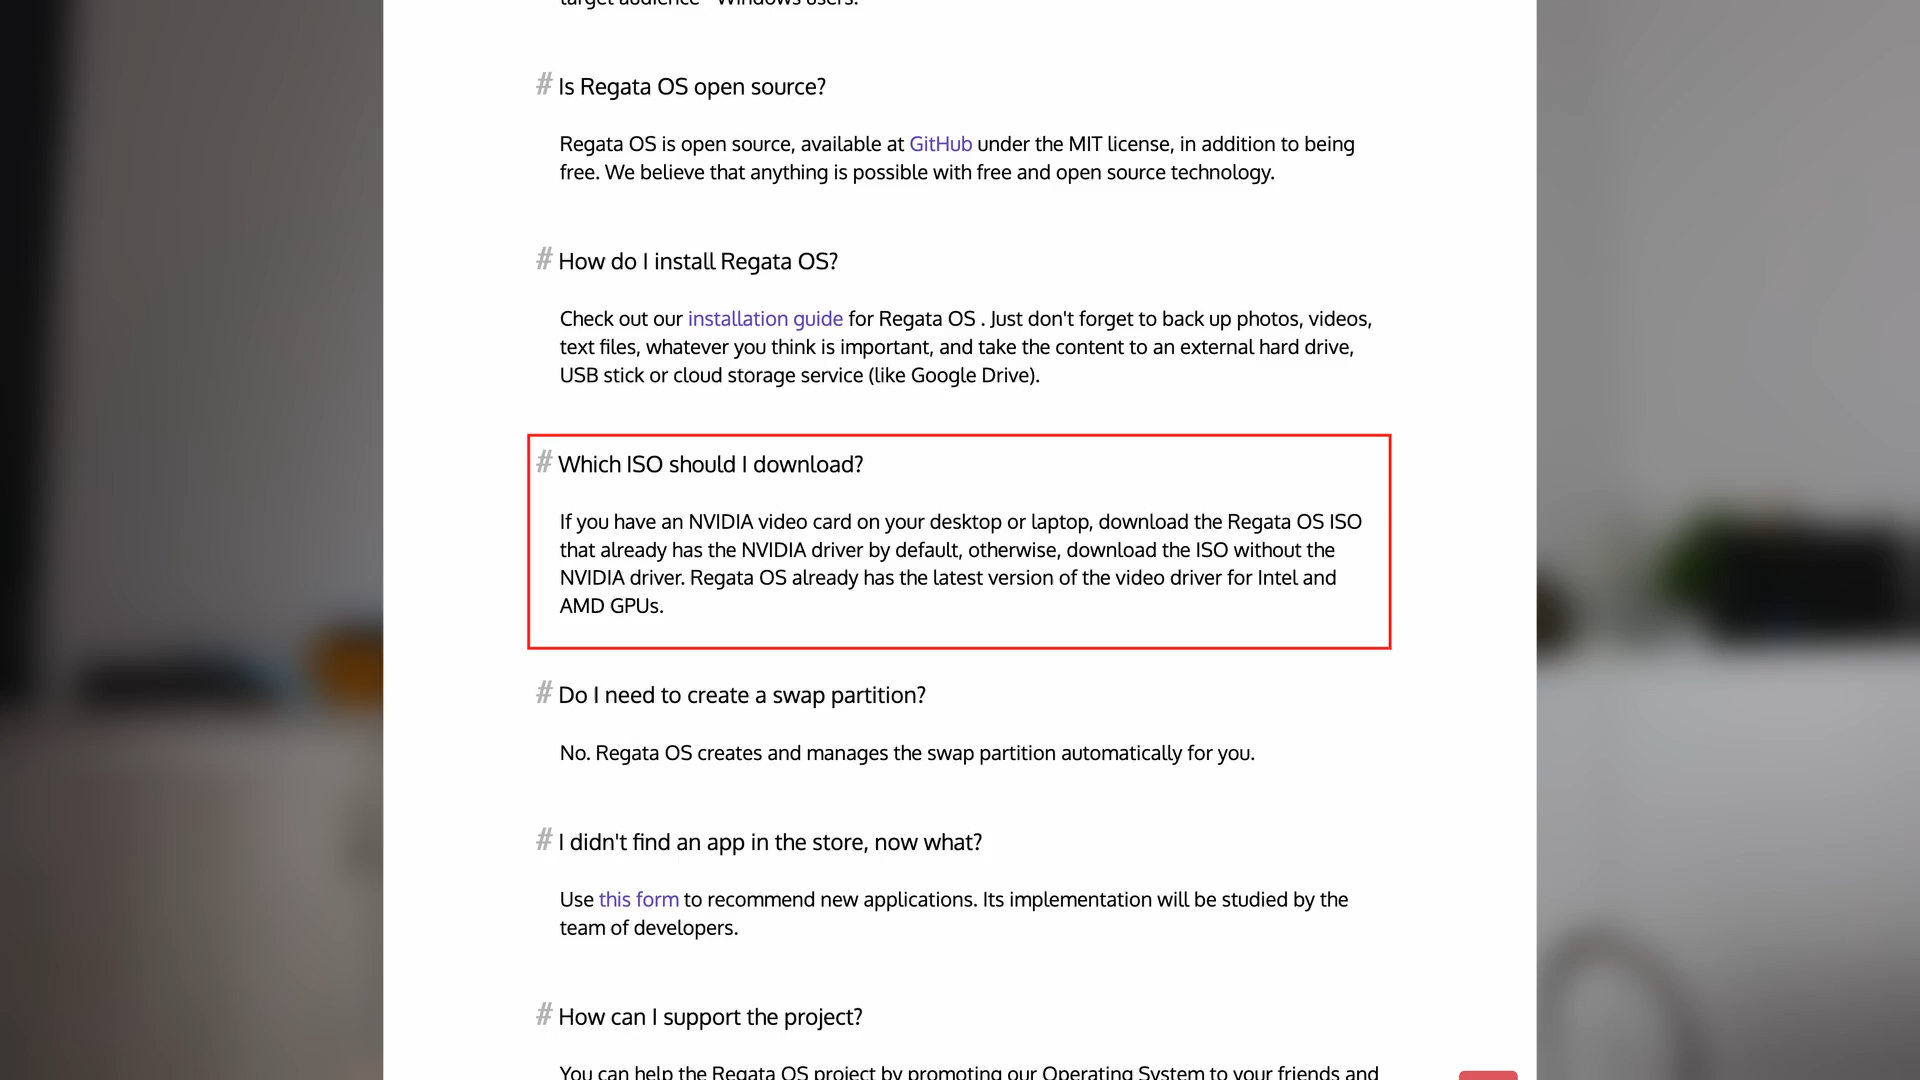 target audience - Windows users.
# Is Regata OS open source?
Regata OS is open source, available at GitHub under the MIT license, in addition to being
free. We believe that anything is possible with free and open source technology.
# How do I install Regata OS?
Check out our installation guide for Regata OS . Just don't forget to back up photos, videos,
text files, whatever you think is important, and take the content to an external hard drive,
USB stick or cloud storage service (like Google Drive).
# Which ISO should I download?
If you have an NVIDIA video card on your desktop or laptop, download the Regata OS ISO
that already has the NVIDIA driver by default, otherwise, download the ISO without the
NVIDIA driver. Regata OS already has the latest version of the video driver for Intel and
AMD GPUs.
# Do I need to create a swap partition?
No. Regata OS creates and manages the swap partition automatically for you.
# I didn't find an app in the store, now what?
Use this form to recommend new applications. Its implementation will be studied by the
team of developers.
# How can I support the project?
You can help the Regata OS project by promoting our Operating System to your friends and